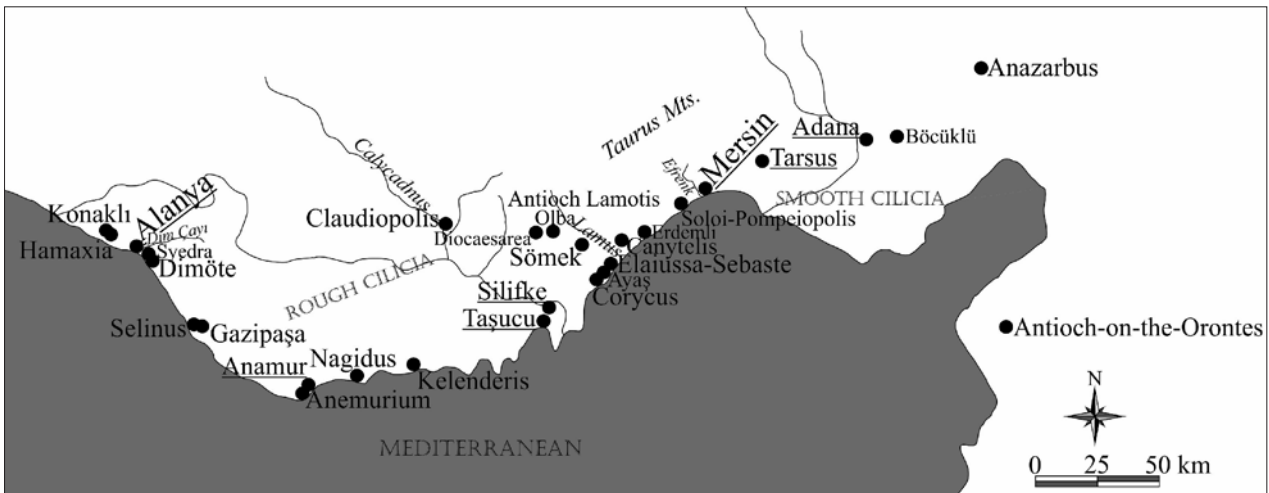 Anazarbus
Taurus Mts.
Mersin
Adana
Böcüklü
Tarsus
Efrenk
Calycadnus
Alanya
SMOOTH CILICIA
Antioch Lamotis
Konaklı
Claudiopolis
Olba
Lamus
Soloi-Pompeiopolis
Erdemli
Dim Çayı
Diocaesarea
Hamaxia
Syedra
Canytelis
Sömek
Dimöte
Elaiussa-Sebaste
Ayaş
ROUGH CILICIA
Corycus
Silifke
Taşucu
Selinus
Gazipaşa
Antioch-on-the-Orontes
Nagidus
Anamur
Kelenderis
Anemurium
N
MEDITERRANEAN
0 25 50 km